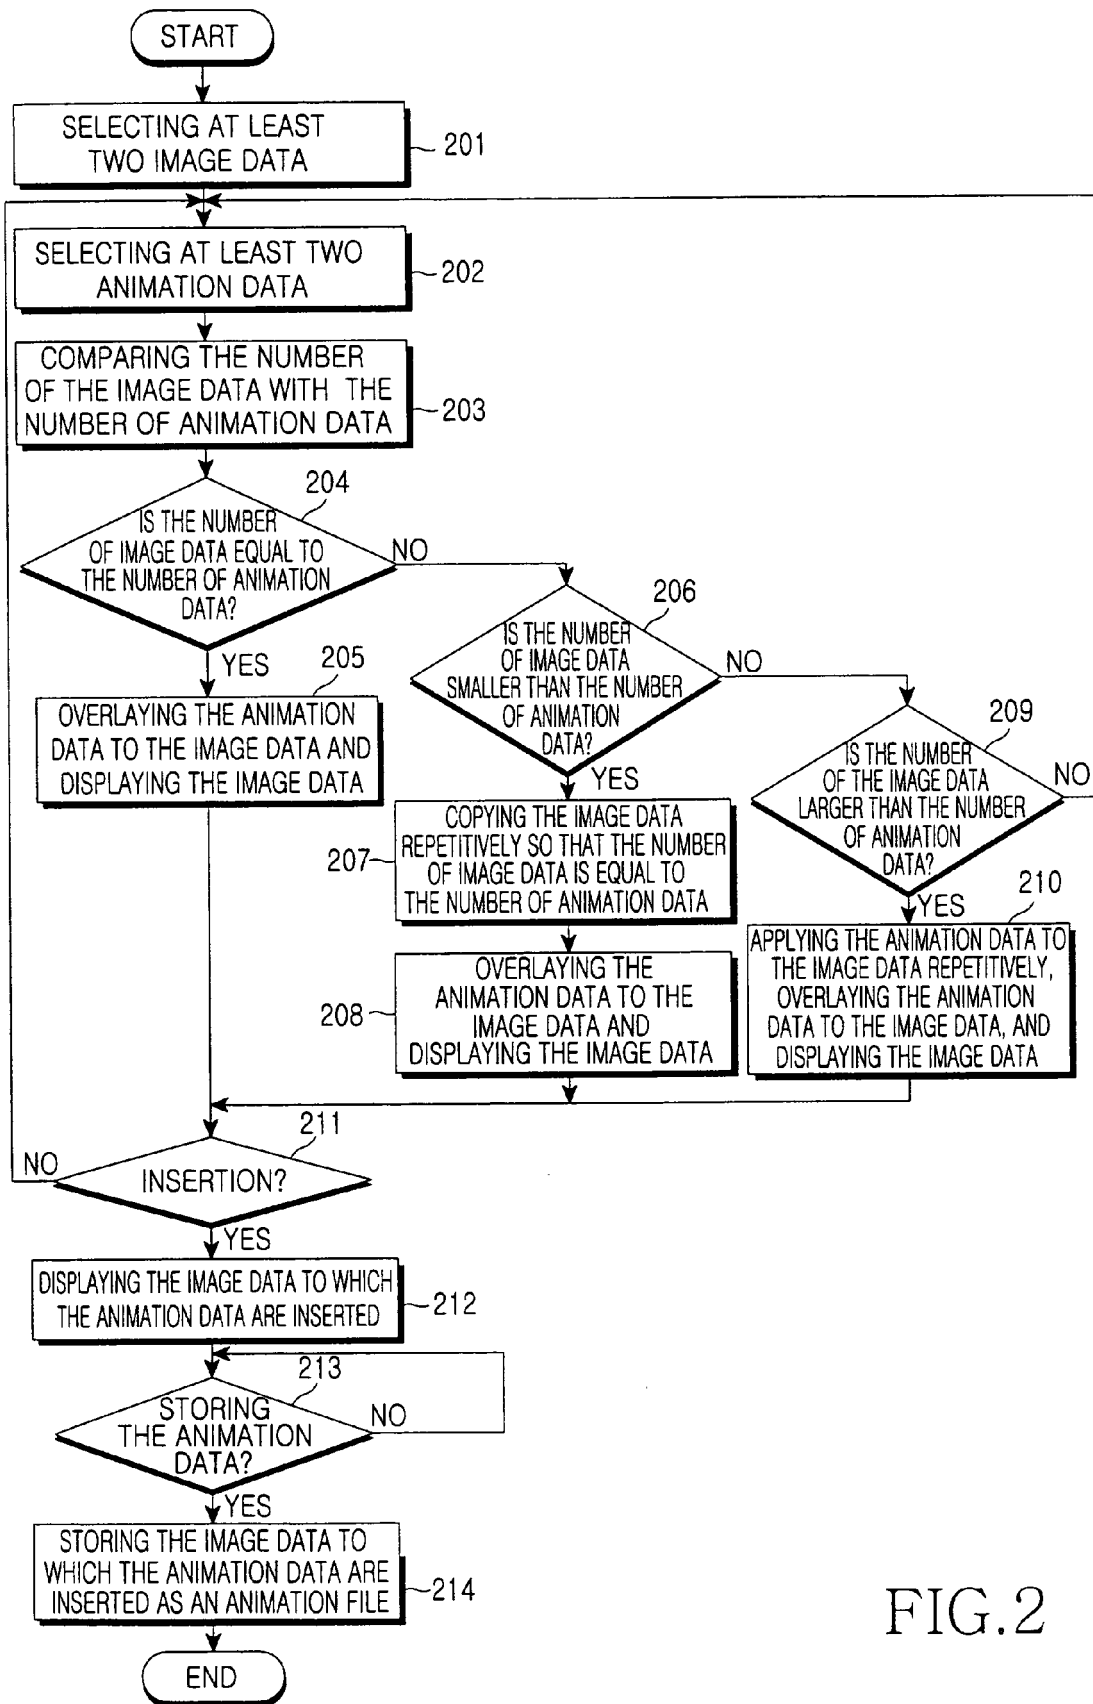 START
SELECTING AT LEAST
TWO IMAGE DATA
201
SELECTING AT LEAST TWO
ANIMATION DATA
202
COMPARING THE NUMBER
OF THE IMAGE DATA WITH THE
NUMBER OF ANIMATION DATA
203
204
IS THE NUMBER
OF IMAGE DATA EQUAL TO
THE NUMBER OF ANIMATION
DATA?
NO
YES
205
OVERLAYING THE ANIMATION
DATA TO THE IMAGE DATA AND
DISPLAYING THE IMAGE DATA
206
IS THE NUMBER
OF IMAGE DATA
SMALLER THAN THE NUMBER
OF ANIMATION
DATA?
NO
YES
COPYING THE IMAGE DATA
REPETITIVELY SO THAT THE NUMBER
OF IMAGE DATA IS EQUAL TO
THE NUMBER OF ANIMATION DATA
207
OVERLAYING THE
ANIMATION DATA TO THE
IMAGE DATA AND
DISPLAYING THE IMAGE DATA
208
209
IS THE NUMBER
OF THE IMAGE DATA
LARGER THAN THE NUMBER
OF ANIMATION
DATA?
NO
YES
210
APPLYING THE ANIMATION DATA TO
THE IMAGE DATA REPETITIVELY,
OVERLAYING THE ANIMATION
DATA TO THE IMAGE DATA, AND
DISPLAYING THE IMAGE DATA
211
INSERTION?
NO
YES
DISPLAYING THE IMAGE DATA TO WHICH
THE ANIMATION DATA ARE INSERTED
212
213
STORING
THE ANIMATION
DATA?
NO
YES
STORING THE IMAGE DATA TO
WHICH THE ANIMATION DATA ARE
INSERTED AS AN ANIMATION FILE
214
END
FIG.2